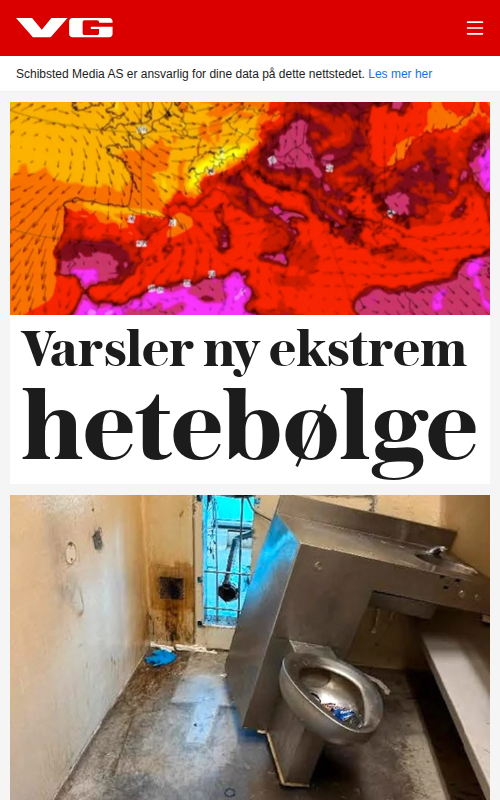 VG
Schibsted Media AS er ansvarlig for dine data på dette nettstedet. Les mer her
Varsler ny ekstrem
hetebølge